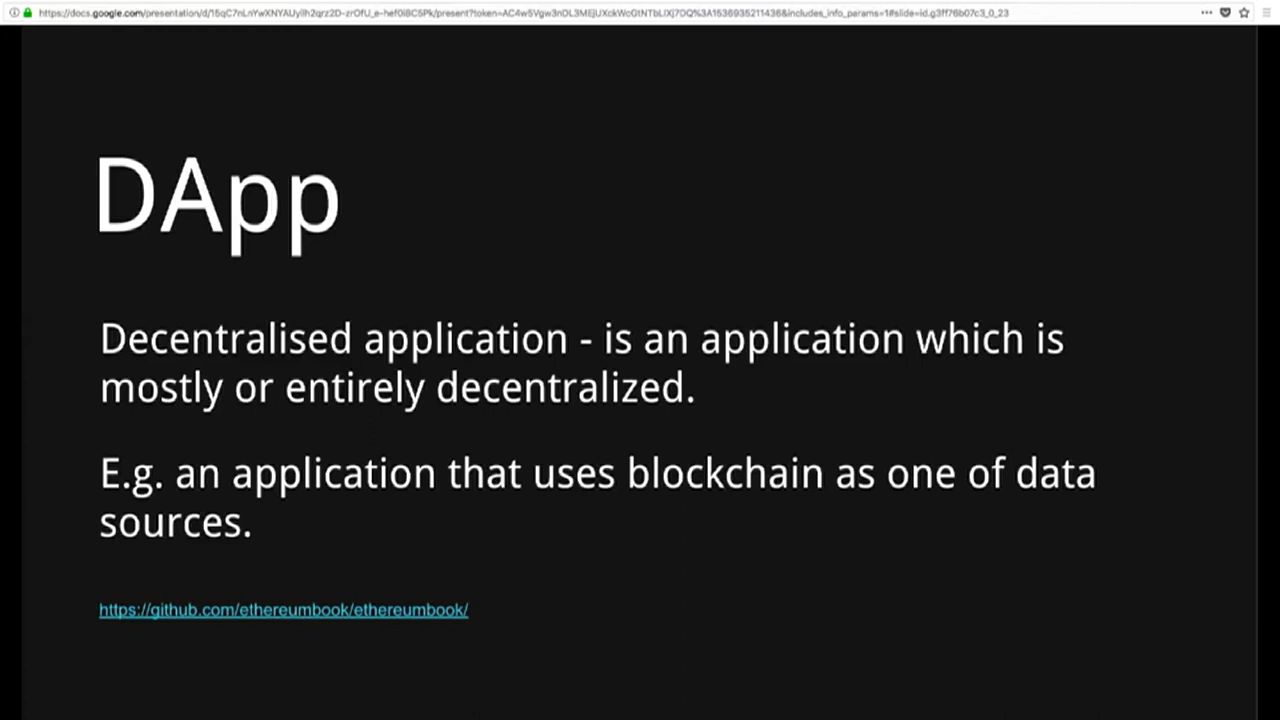 DApp
Decentralised application - is an application which is
mostly or entirely decentralized.
E.g. an application that uses blockchain as one of data
sources.
https://github.com/ethereumbook/ethereumbook/